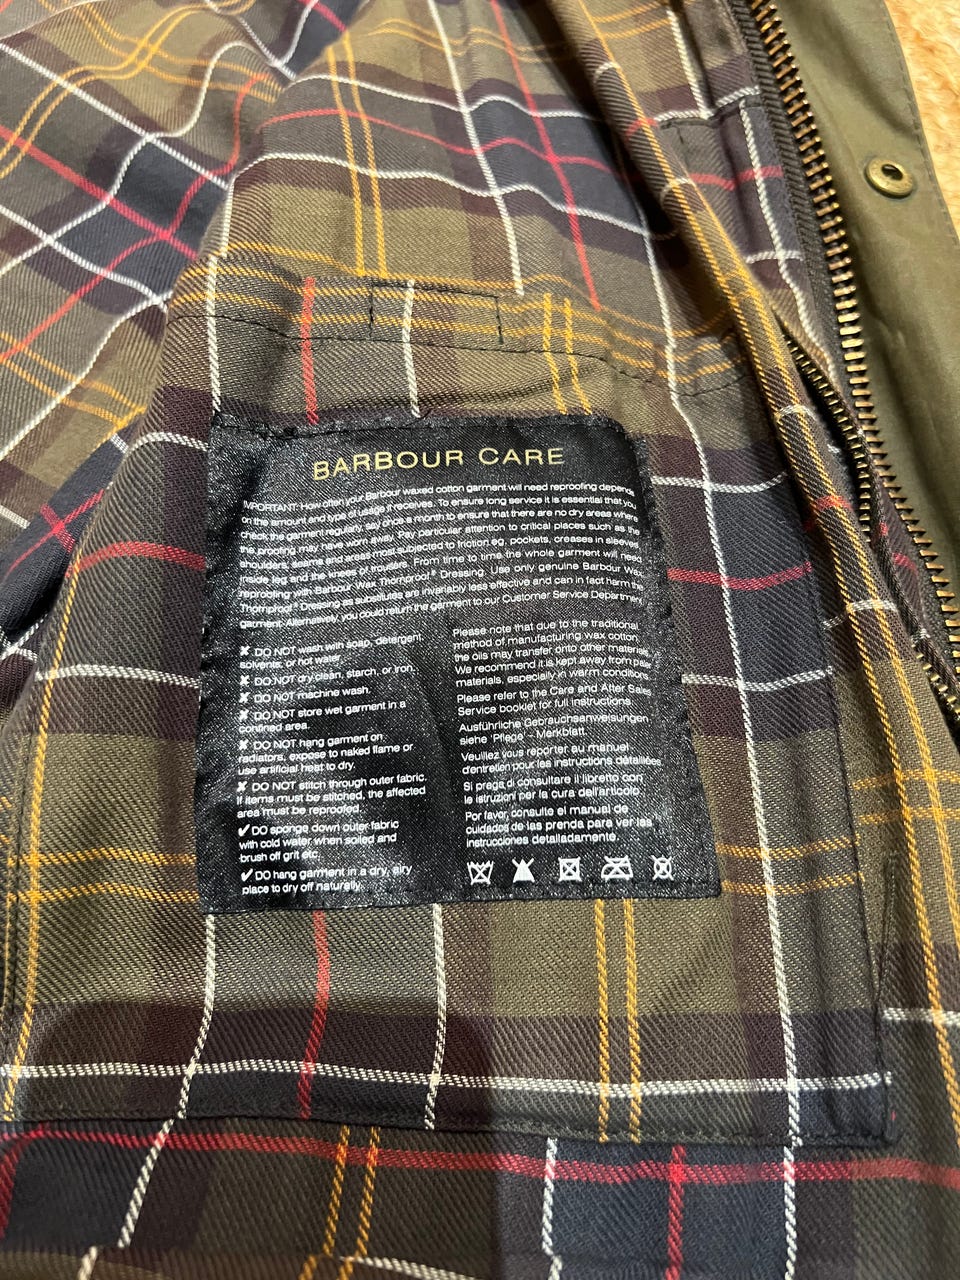 BARBOUR CARE
IMPORTANT: How often your Barbour waxed cotton garment will need reproofing depends
on the amount and type of usage it receives. To ensure long service it is essential that you
check the garment regularly, say once a month to ensure that there are no dry areas where
the proofing may have worn away. Pay particular attention to critical places such as the
shoulders, seams and areas most subjected to friction eg. pockets, creases in sleeves,
inside leg and the knees of trousers. From time to time the whole garment will need
reproofing with Barbour Wax Thornproof® Dressing. Use only genuine Barbour Wax
Thornproof® Dressing as substitutes are invariably less effective and can in fact harm the
garment. Alternatively, you could return the garment to our Customer Service Department.
✘ DO NOT wash with soap, detergent,
solvents, or hot water.
✘ DO NOT dry clean, starch, or iron.
✘ DO NOT machine wash.
✘ DO NOT store wet garment in a
confined area.
✘ DO NOT hang garment on
radiators, expose to naked flame or
use artificial heat to dry.
✘ DO NOT stitch through outer fabric.
If items must be stitched, the affected
area must be reproofed.
✔ DO sponge down outer fabric
with cold water when soiled and
brush off grit etc.
✔ DO hang garment in a dry, airy
place to dry off naturally.
Please note that due to the traditional
method of manufacturing wax cotton,
the oils may transfer onto other materials.
We recommend it is kept away from paler
materials, especially in warm conditions.
Please refer to the Care and After Sales
Service booklet for full instructions.
Ausführliche Gebrauchsanweisungen
siehe 'Pflege' - Merkblatt.
Veuillez vous reporter au manuel
d'entretien pour les instructions détaillées.
Si prega di consultare il libretto con
le istruzioni per la cura dell'articolo.
Por favor, consulte el manual de
cuidados de las prenda para ver las
instrucciones detalladamente.